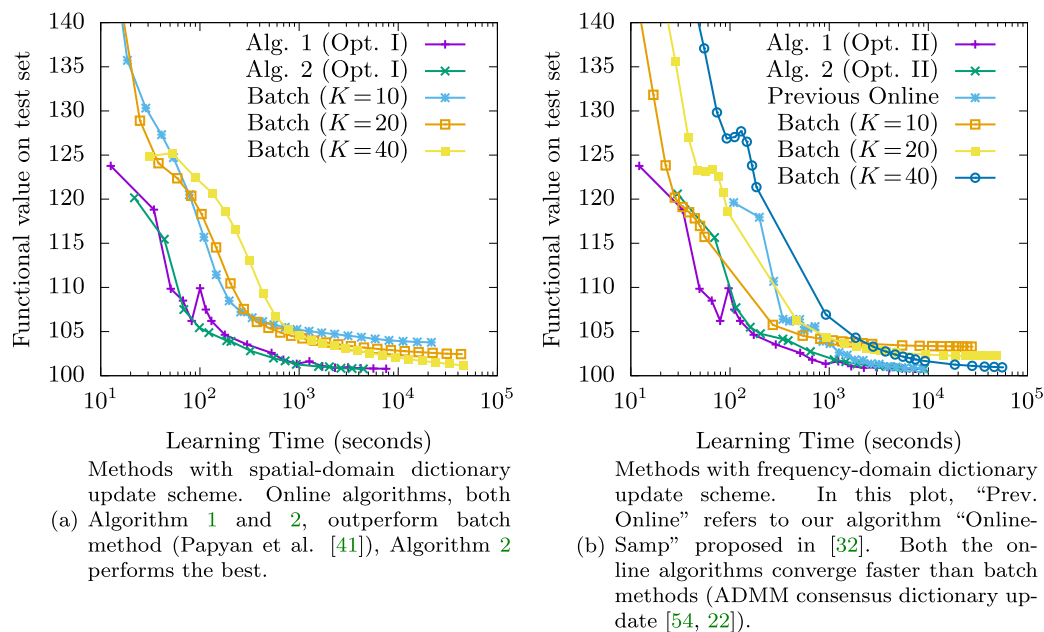 140
135
130
125
120
115
110
105
100
Functional value on test set
Alg. 1 (Opt. I)
Alg. 2 (Opt. I)
Batch (K=10)
Batch (K=20)
Batch (K=40)
10^1 10^2 10^3 10^4 10^5
Learning Time (seconds)
140
135
130
125
120
115
110
105
100
Functional value on test set
Alg. 1 (Opt. II)
Alg. 2 (Opt. II)
Previous Online
Batch (K=10)
Batch (K=20)
Batch (K=40)
10^1 10^2 10^3 10^4 10^5
Learning Time (seconds)
Methods with spatial-domain dictionary
update scheme. Online algorithms, both
(a) Algorithm 1 and 2, outperform batch
method (Papyan et al. [41]), Algorithm 2
performs the best.
Methods with frequency-domain dictionary
update scheme. In this plot, “Prev.
Online” refers to our algorithm “Online-
(b) Samp” proposed in [32]. Both the on-
line algorithms converge faster than batch
methods (ADMM consensus dictionary up-
date [54, 22]).